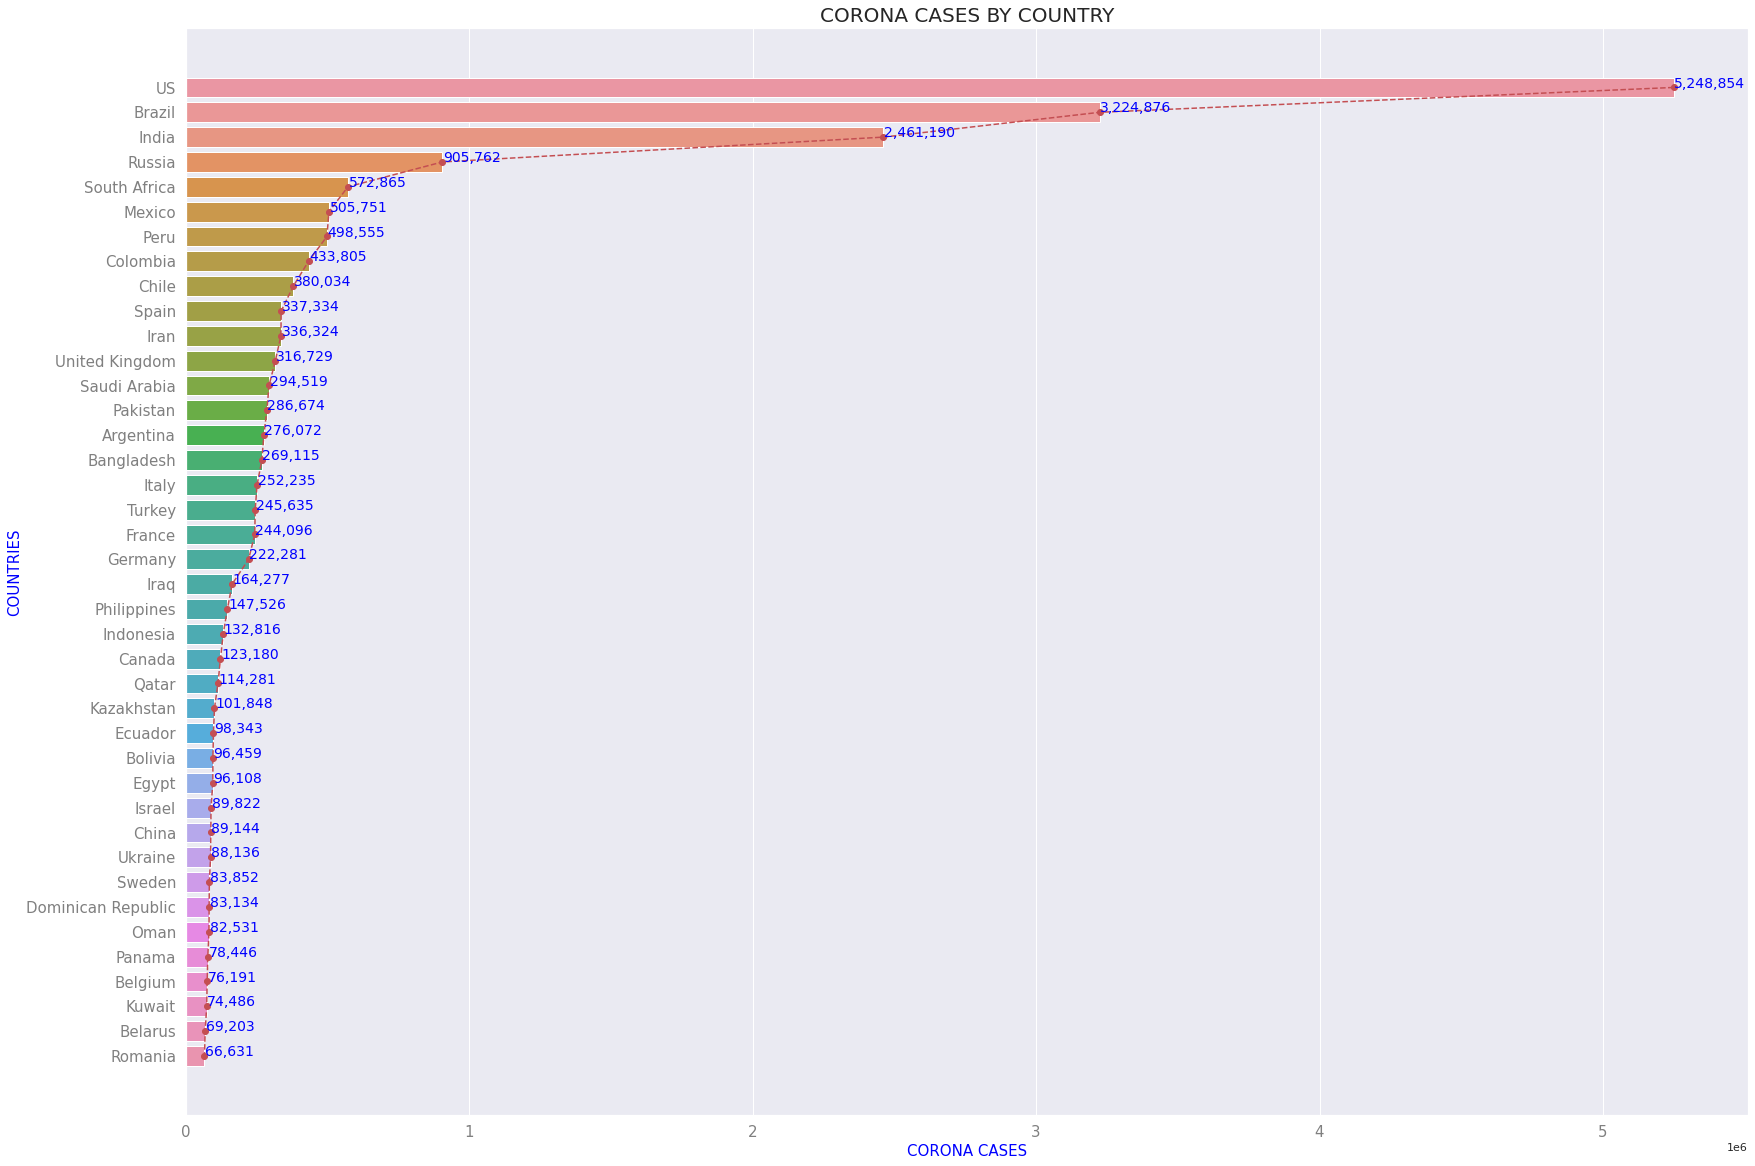 CORONA CASES BY COUNTRY
US 5,248,854
Brazil 3,224,876
India 2,461,190
Russia 905,762
South Africa 572,865
Mexico 505,751
Peru 498,555
Colombia 433,805
Chile 380,034
Spain 337,334
Iran 336,324
United Kingdom 316,729
Saudi Arabia 294,519
Pakistan 286,674
Argentina 276,072
Bangladesh 269,115
Italy 252,235
Turkey 245,635
France 244,096
Germany 222,281
Iraq 164,277
Philippines 147,526
Indonesia 132,816
Canada 123,180
Qatar 114,281
Kazakhstan 101,848
Ecuador 98,343
Bolivia 96,459
Egypt 96,108
Israel 89,822
China 89,144
Ukraine 88,136
Sweden 83,852
Dominican Republic 83,134
Oman 82,531
Panama 78,446
Belgium 76,191
Kuwait 74,486
Belarus 69,203
Romania 66,631
COUNTRIES
0 1 2 3 4 5
1e6
CORONA CASES